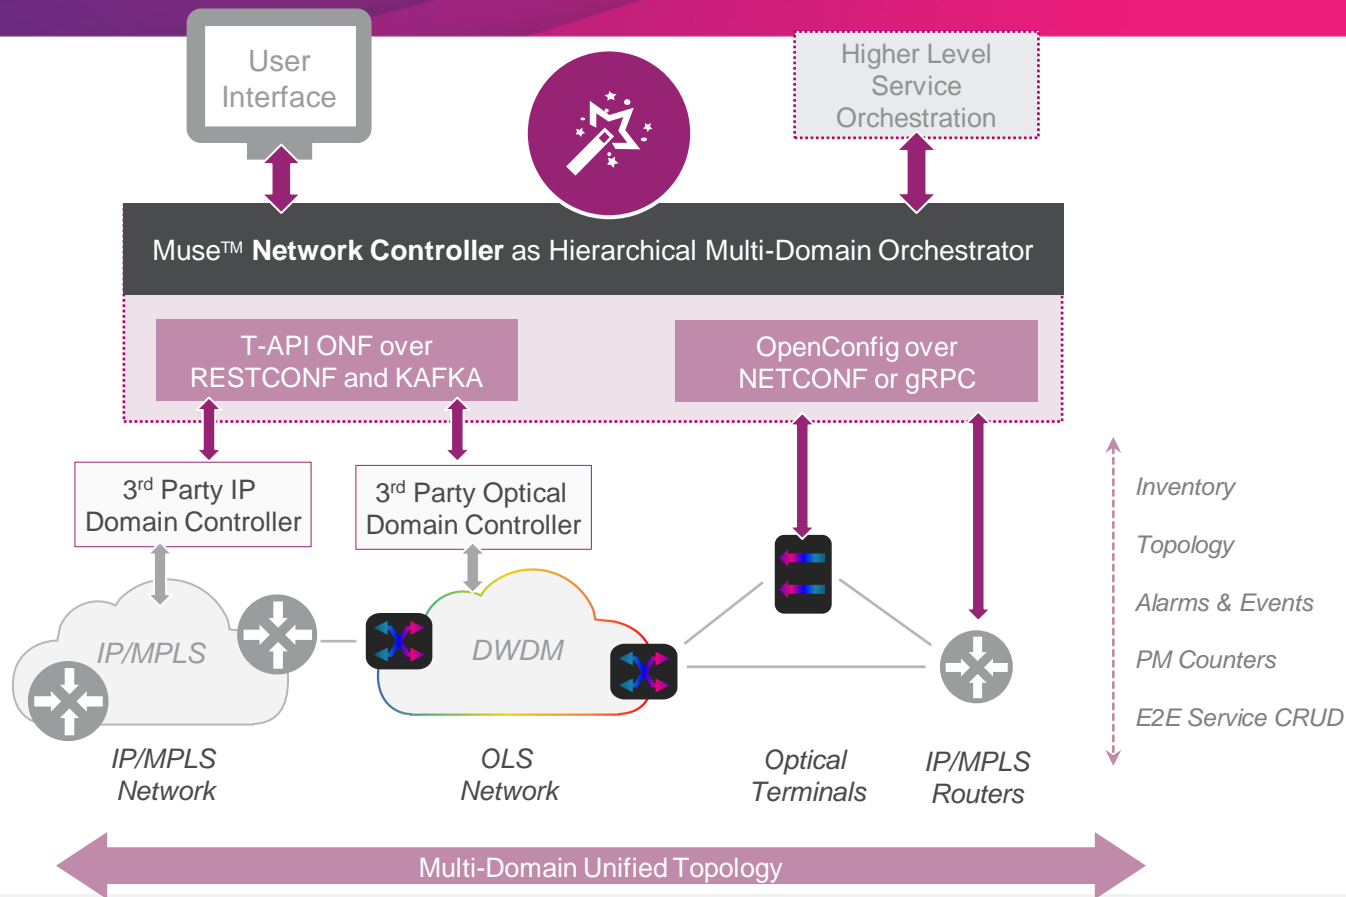 User
Interface
Higher Level
Service
Orchestration
Muse™ Network Controller as Hierarchical Multi-Domain Orchestrator
T-API ONF over
RESTCONF and KAFKA
OpenConfig over
NETCONF or gRPC
3rd Party IP
Domain Controller
3rd Party Optical
Domain Controller
Inventory
Topology
Alarms & Events
PM Counters
E2E Service CRUD
IP/MPLS
DWDM
IP/MPLS
Network
OLS
Network
Optical
Terminals
IP/MPLS
Routers
Multi-Domain Unified Topology